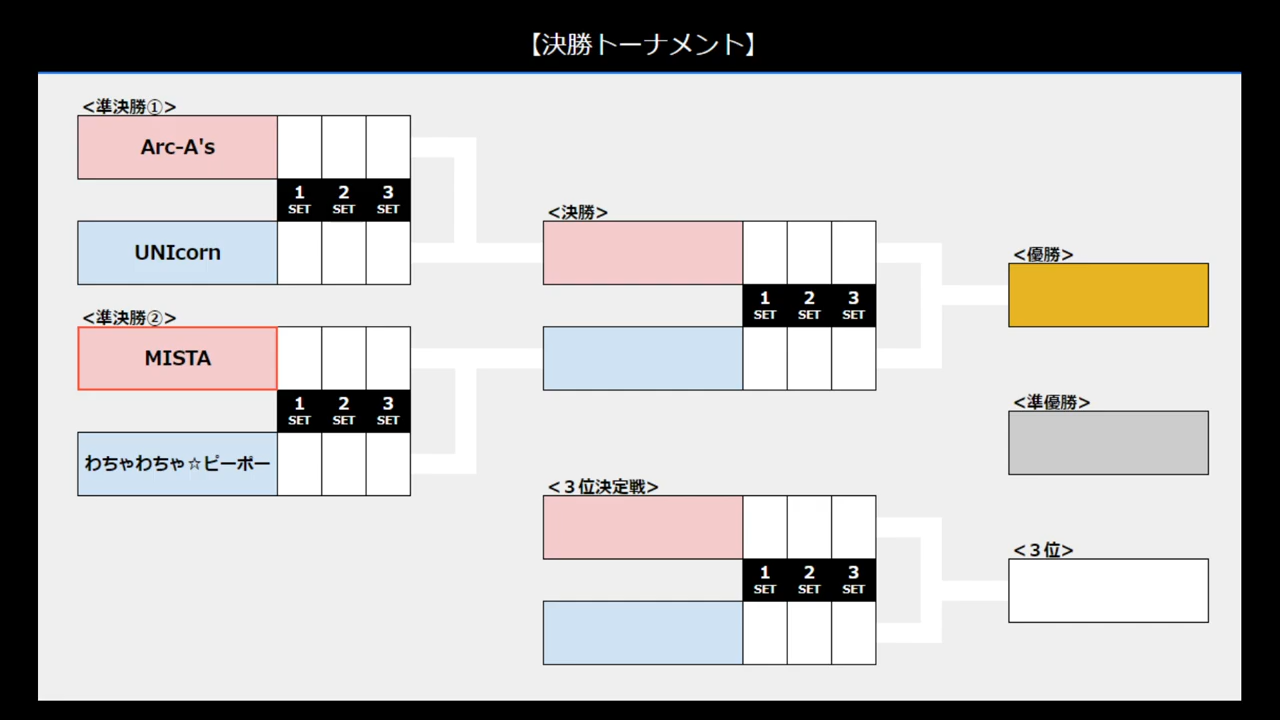 【決勝トーナメント】
<準決勝①>
Arc-A's
1 2 3
SET SET SET
UNIcorn
<準決勝②>
MISTA
1 2 3
SET SET SET
わちゃわちゃ☆ピーポー
<決勝>
1 2 3
SET SET SET
<３位決定戦>
1 2 3
SET SET SET
<優勝>
<準優勝>
<３位>